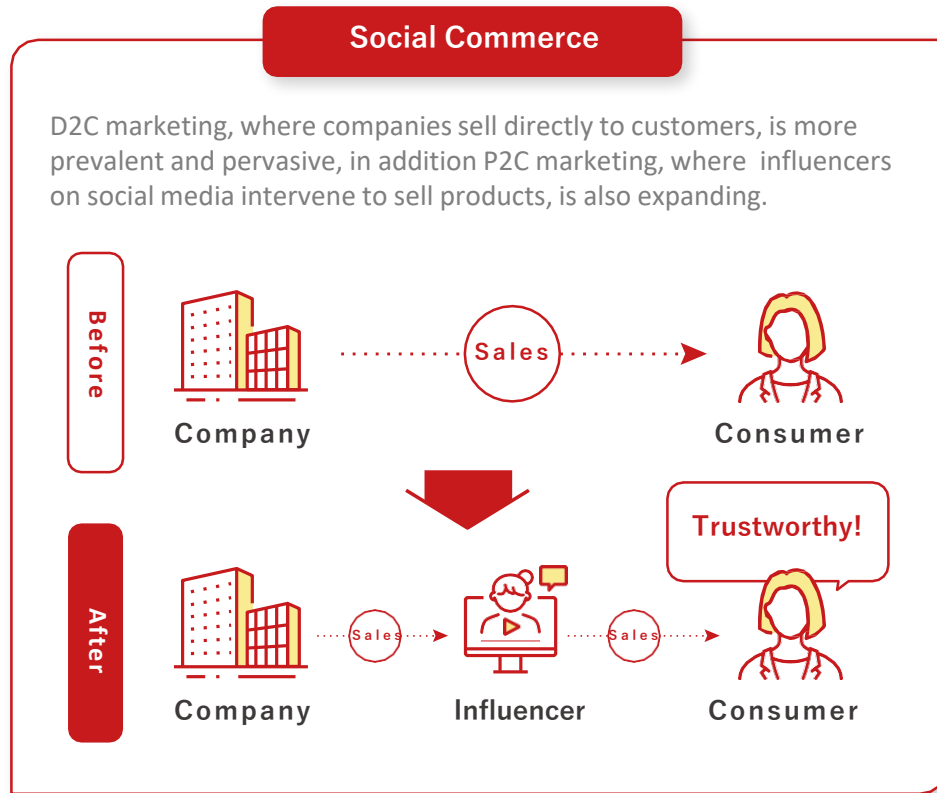 Social Commerce
D2C marketing, where companies sell directly to customers, is more
prevalent and pervasive, in addition P2C marketing, where influencers
on social media intervene to sell products, is also expanding.
Before
Sales
Company
Consumer
Trustworthy!
After
Sales
Sales
Company
Influencer
Consumer